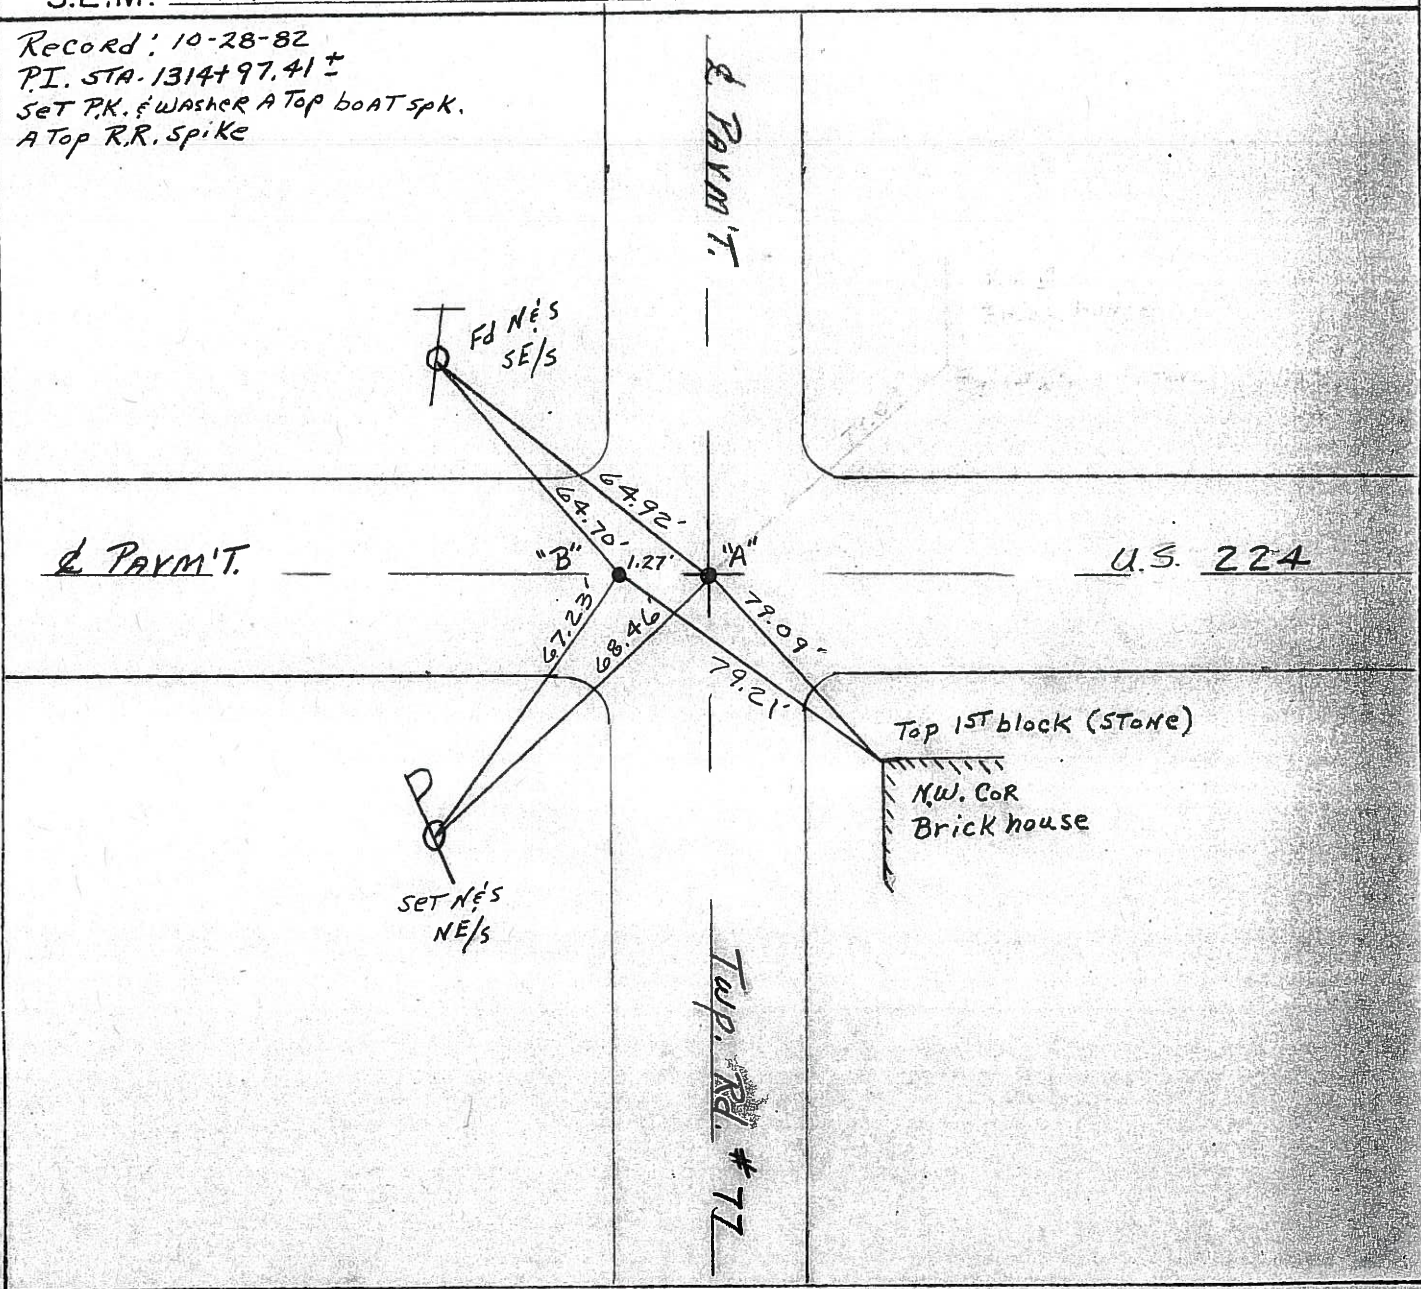 S.L.M.
Record: 10-28-82
P.I. STA. 1314+97.41 ±
SeT P.K. & WAsheR A Top boAT spk.
A Top R.R. Spike
℄ PAVM'T.
Fd N&S
SE/S
64.92'
64.70'
"B"
1.27'
"A"
℄ PAVM'T.
U.S. 224
67.23'
68.46'
79.09'
79.21'
Top 1ST block (STONe)
N.W. CoR
Brick house
SeT N&S
NE/S
Twp. Rd. #77